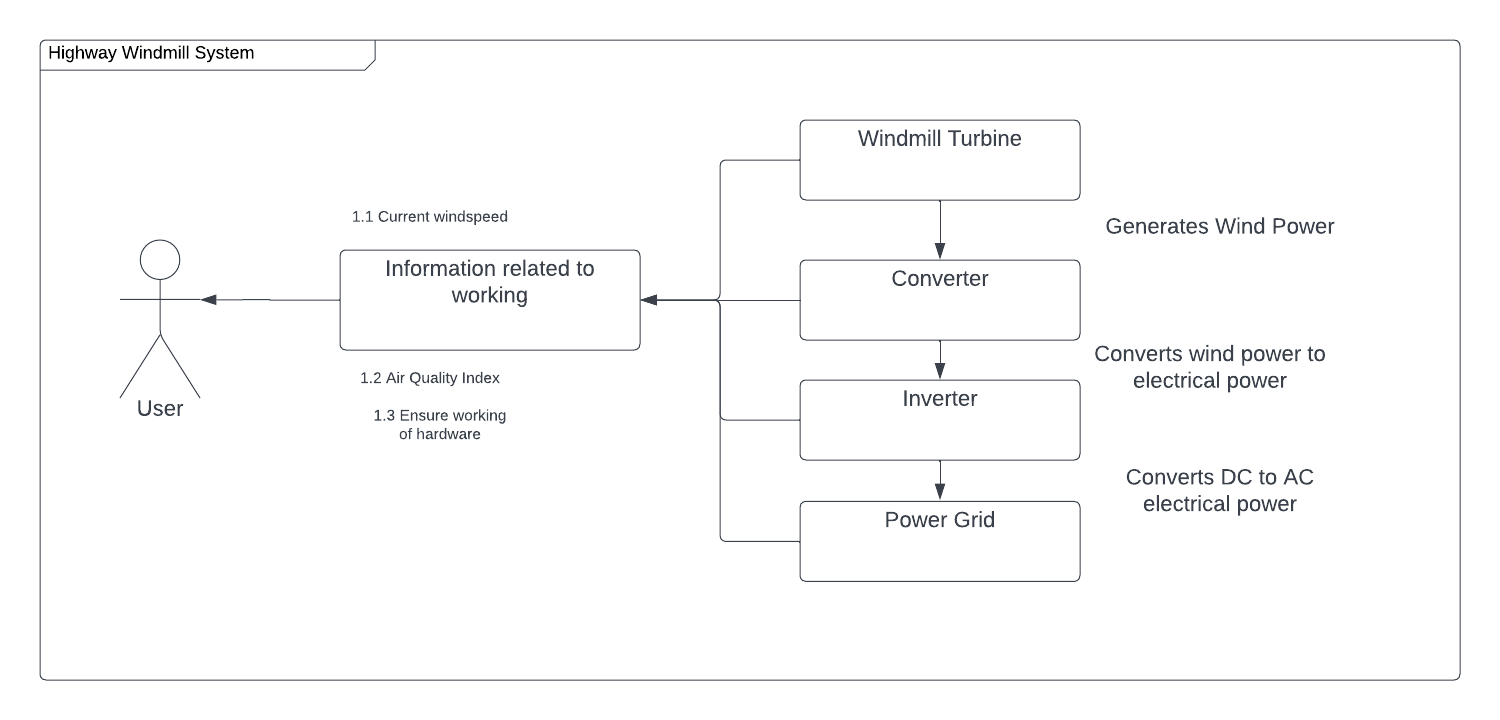 Highway Windmill System
Windmill Turbine
1.1 Current windspeed
Generates Wind Power
Information related to
working
Converter
Converts wind power to
electrical power
1.2 Air Quality Index
User
Inverter
1.3 Ensure working
of hardware
Converts DC to AC
electrical power
Power Grid